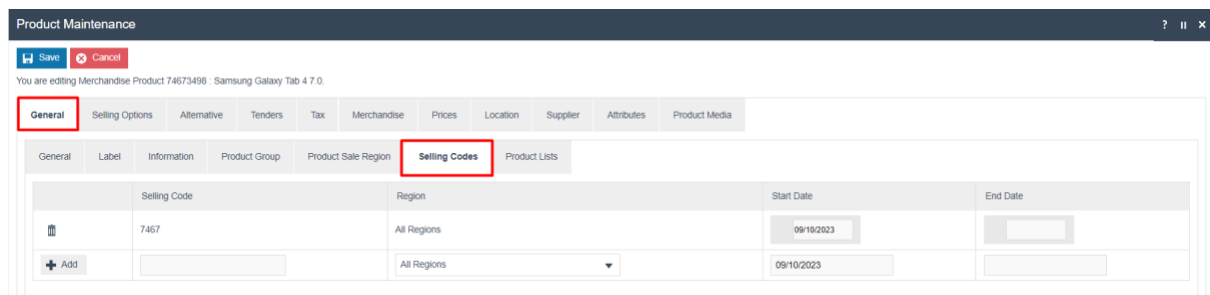 Product Maintenance ? II ×
Save Cancel
You are editing Merchandise Product 74673498 : Samsung Galaxy Tab 4 7.0.
General Selling Options Alternative Tenders Tax Merchandise Prices Location Supplier Attributes Product Media
General Label Information Product Group Product Sale Region Selling Codes Product Lists
Selling Code Region Start Date End Date
7467 All Regions 09/10/2023
Add All Regions 09/10/2023